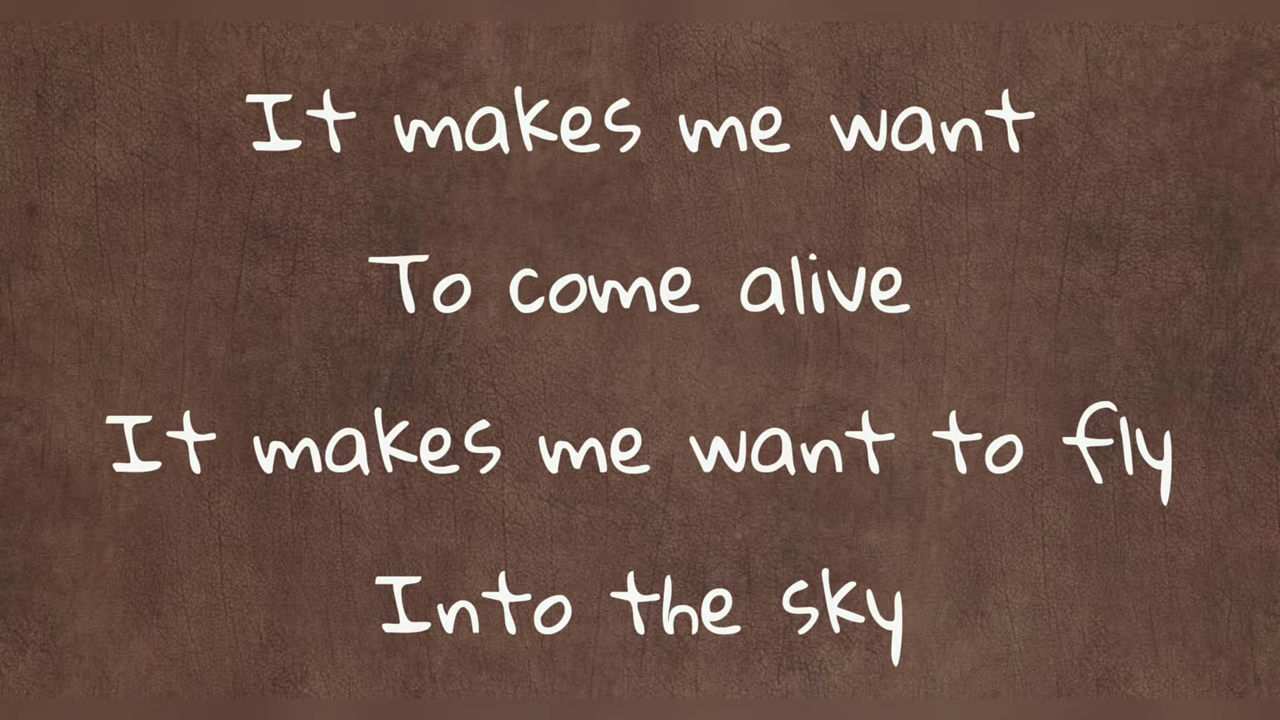 It makes me want
To come alive
It makes me want to fly
Into the sky